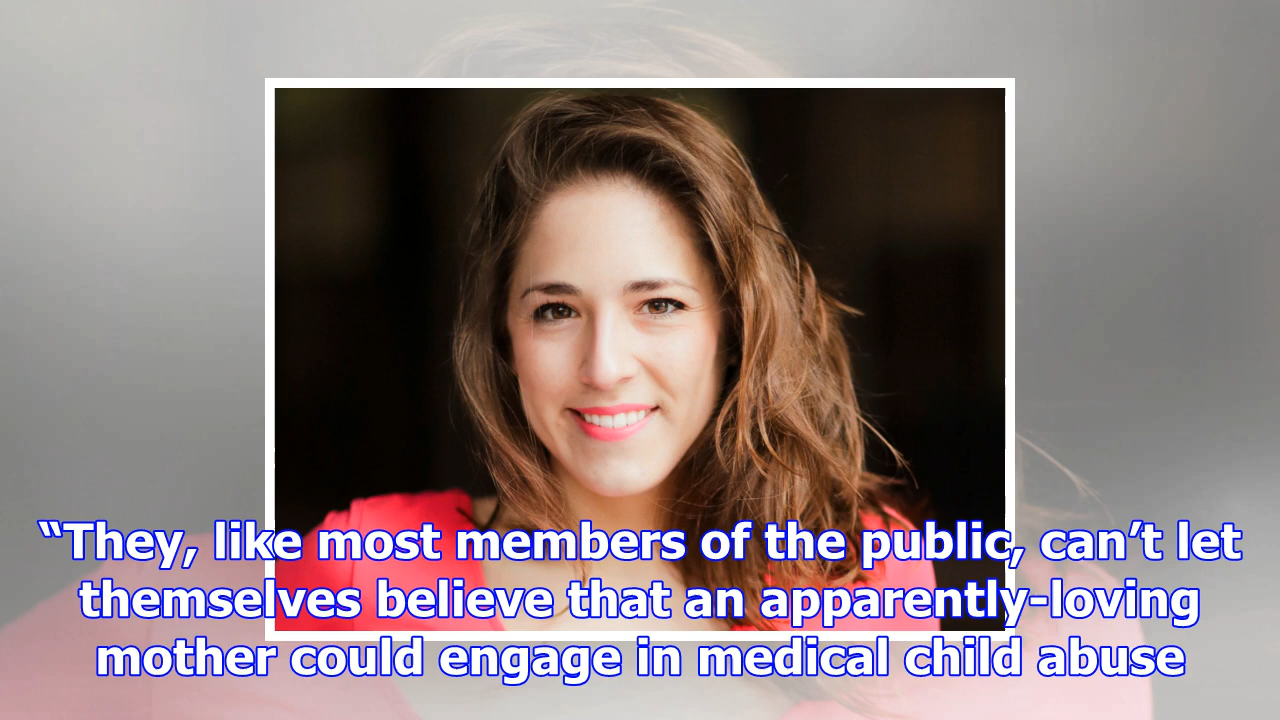 “They, like most members of the public, can’t let
themselves believe that an apparently-loving
mother could engage in medical child abuse